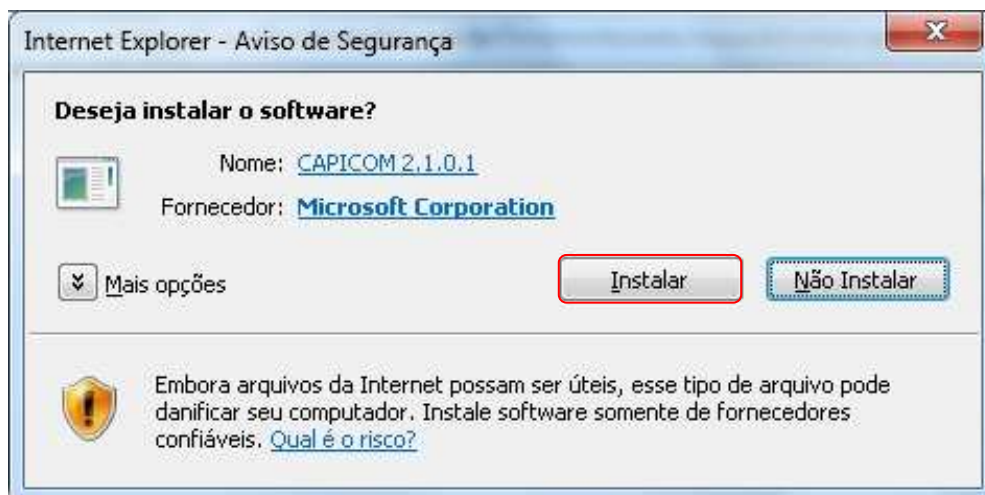 Internet Explorer - Aviso de Segurança
Deseja instalar o software?
Nome: CAPICOM 2.1.0.1
Fornecedor: Microsoft Corporation
Mais opções Instalar Não Instalar
Embora arquivos da Internet possam ser úteis, esse tipo de arquivo pode
danificar seu computador. Instale software somente de fornecedores
confiáveis. Qual é o risco?